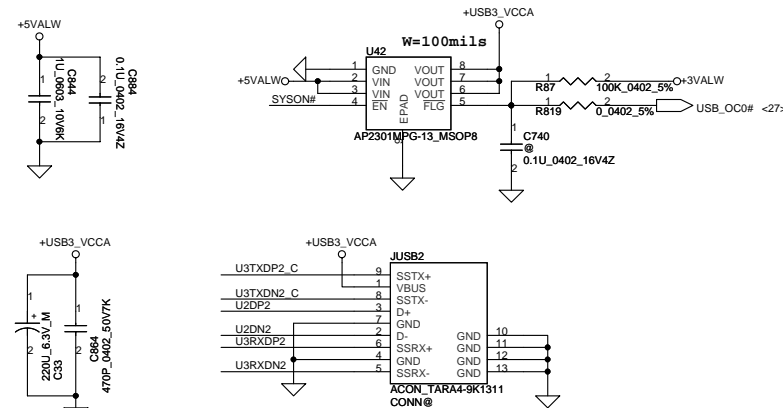 +5VALW
1
2
C844
1U_0603_10V6K
2
1
C884
0.1U_0402_16V4Z
+USB3_VCCA
W=100mils
U42
+5VALW
SYSON#
1 GND VOUT 8
2 VIN VOUT 7
3 VIN VOUT 6
4 EN FLG 5
EPAD
9
AP2301MPG-13_MSOP8
1 2
R87 100K_0402_5%
+3VALW
1 2
R819 0_0402_5%
USB_OC0# <27>
1
2
C740
@
0.1U_0402_16V4Z
+USB3_VCCA
1
+
2
220U_6.3V_M
C33
1
2
C864
470P_0402_50V7K
+USB3_VCCA
JUSB2
U3TXDP2_C 9 SSTX+
1 VBUS
U3TXDN2_C 8 SSTX-
U2DP2 3 D+
7 GND
U2DN2 2 D- GND 10
U3RXDP2 6 SSRX+ GND 11
4 GND GND 12
U3RXDN2 5 SSRX- GND 13
ACON_TARA4-9K1311
CONN@